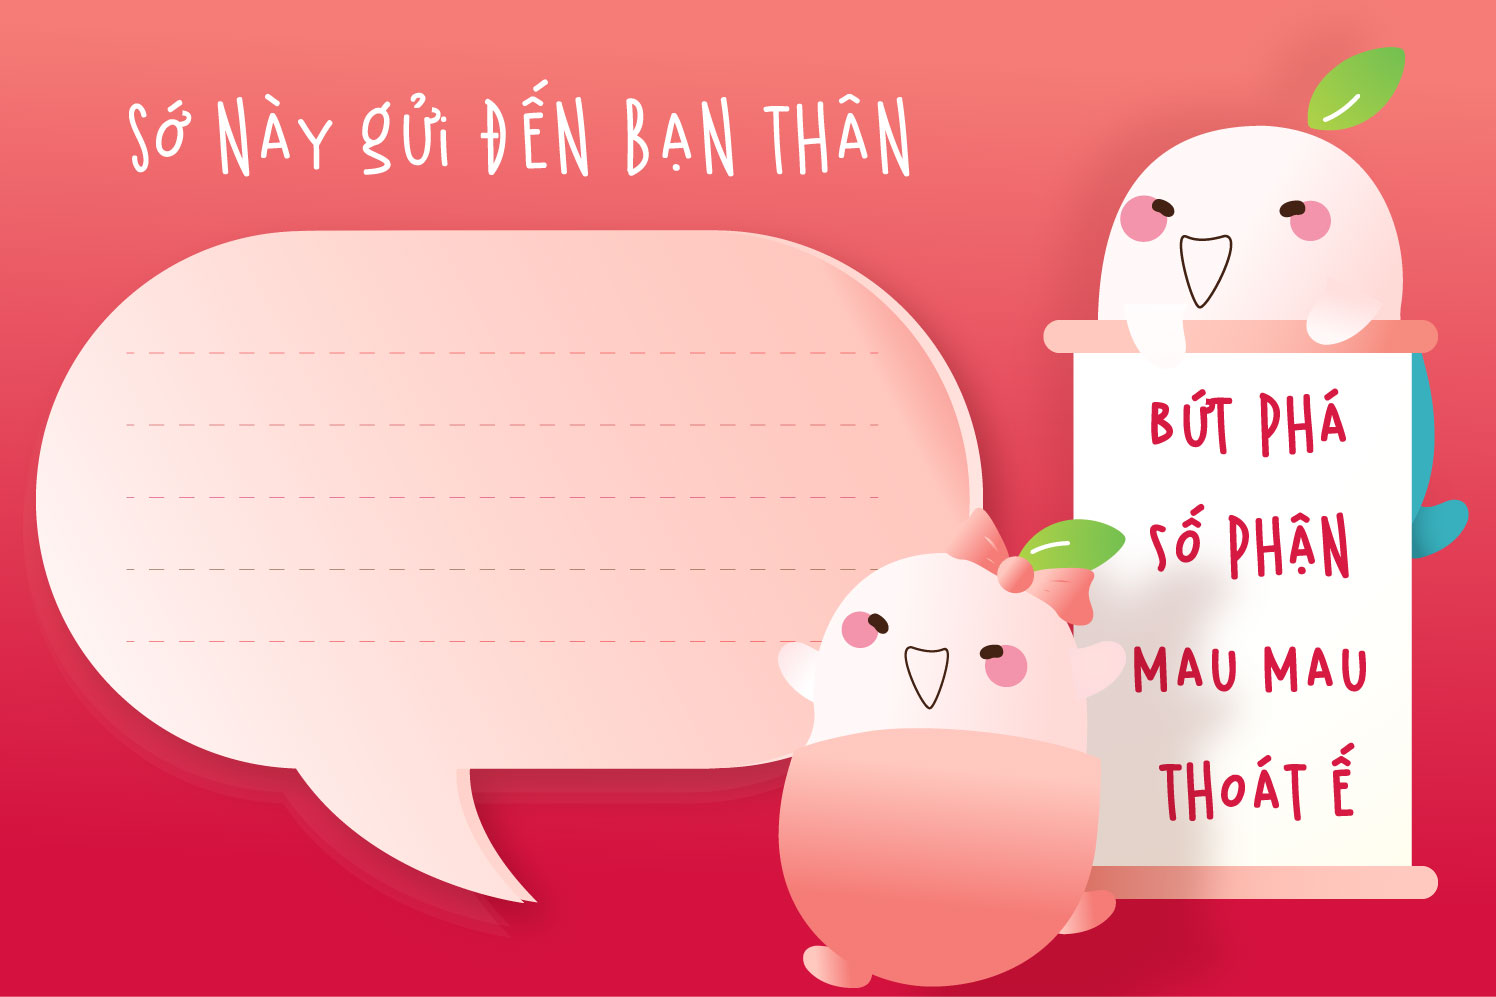 SỚ NÀY GỬI ĐẾN BẠN THÂN
BỨT PHÁ
SỐ PHẬN
MAU MAU
THOÁT Ế